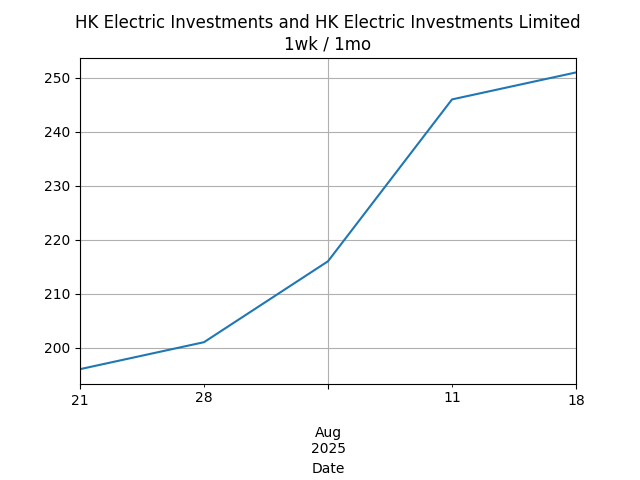 HK Electric Investments and HK Electric Investments Limited
1wk / 1mo
250
240
230
220
210
200
21
28
11
18
Aug
2025
Date